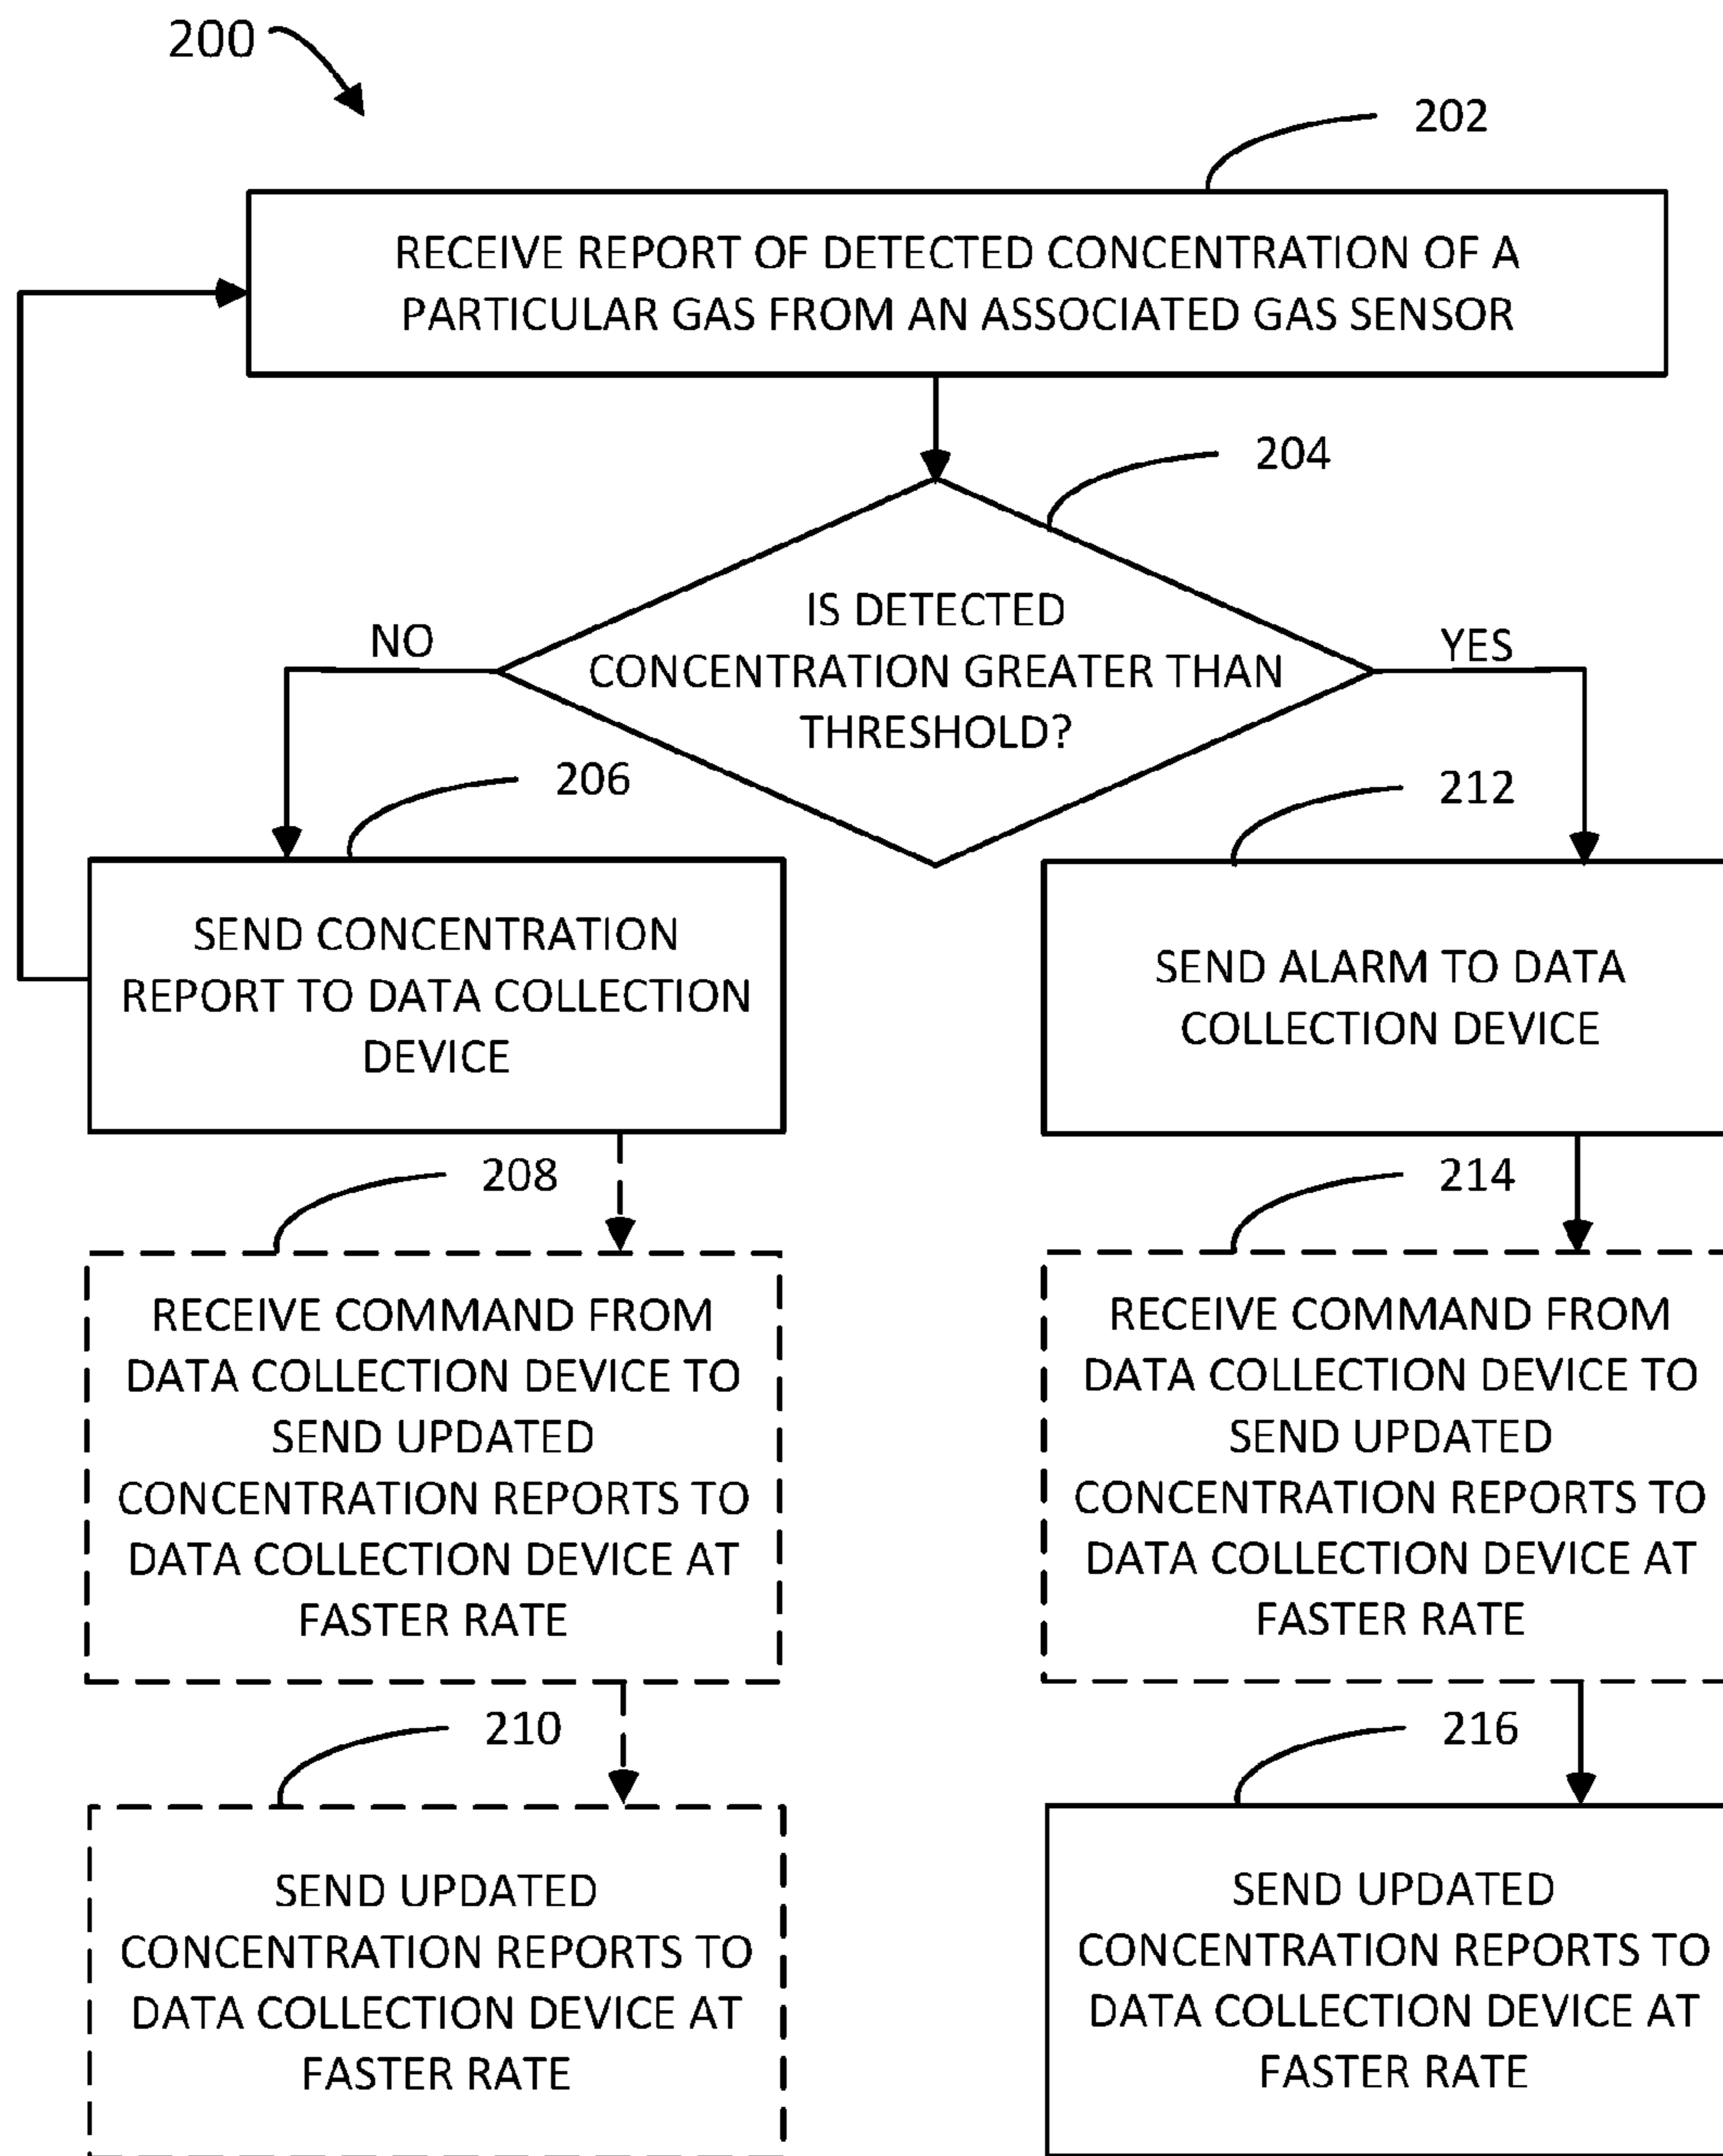 200
202
RECEIVE REPORT OF DETECTED CONCENTRATION OF A
PARTICULAR GAS FROM AN ASSOCIATED GAS SENSOR
204
IS DETECTED
CONCENTRATION GREATER THAN
THRESHOLD?
NO
YES
206
SEND CONCENTRATION
REPORT TO DATA COLLECTION
DEVICE
212
SEND ALARM TO DATA
COLLECTION DEVICE
208
RECEIVE COMMAND FROM
DATA COLLECTION DEVICE TO
SEND UPDATED
CONCENTRATION REPORTS TO
DATA COLLECTION DEVICE AT
FASTER RATE
214
RECEIVE COMMAND FROM
DATA COLLECTION DEVICE TO
SEND UPDATED
CONCENTRATION REPORTS TO
DATA COLLECTION DEVICE AT
FASTER RATE
210
SEND UPDATED
CONCENTRATION REPORTS TO
DATA COLLECTION DEVICE AT
FASTER RATE
216
SEND UPDATED
CONCENTRATION REPORTS TO
DATA COLLECTION DEVICE AT
FASTER RATE